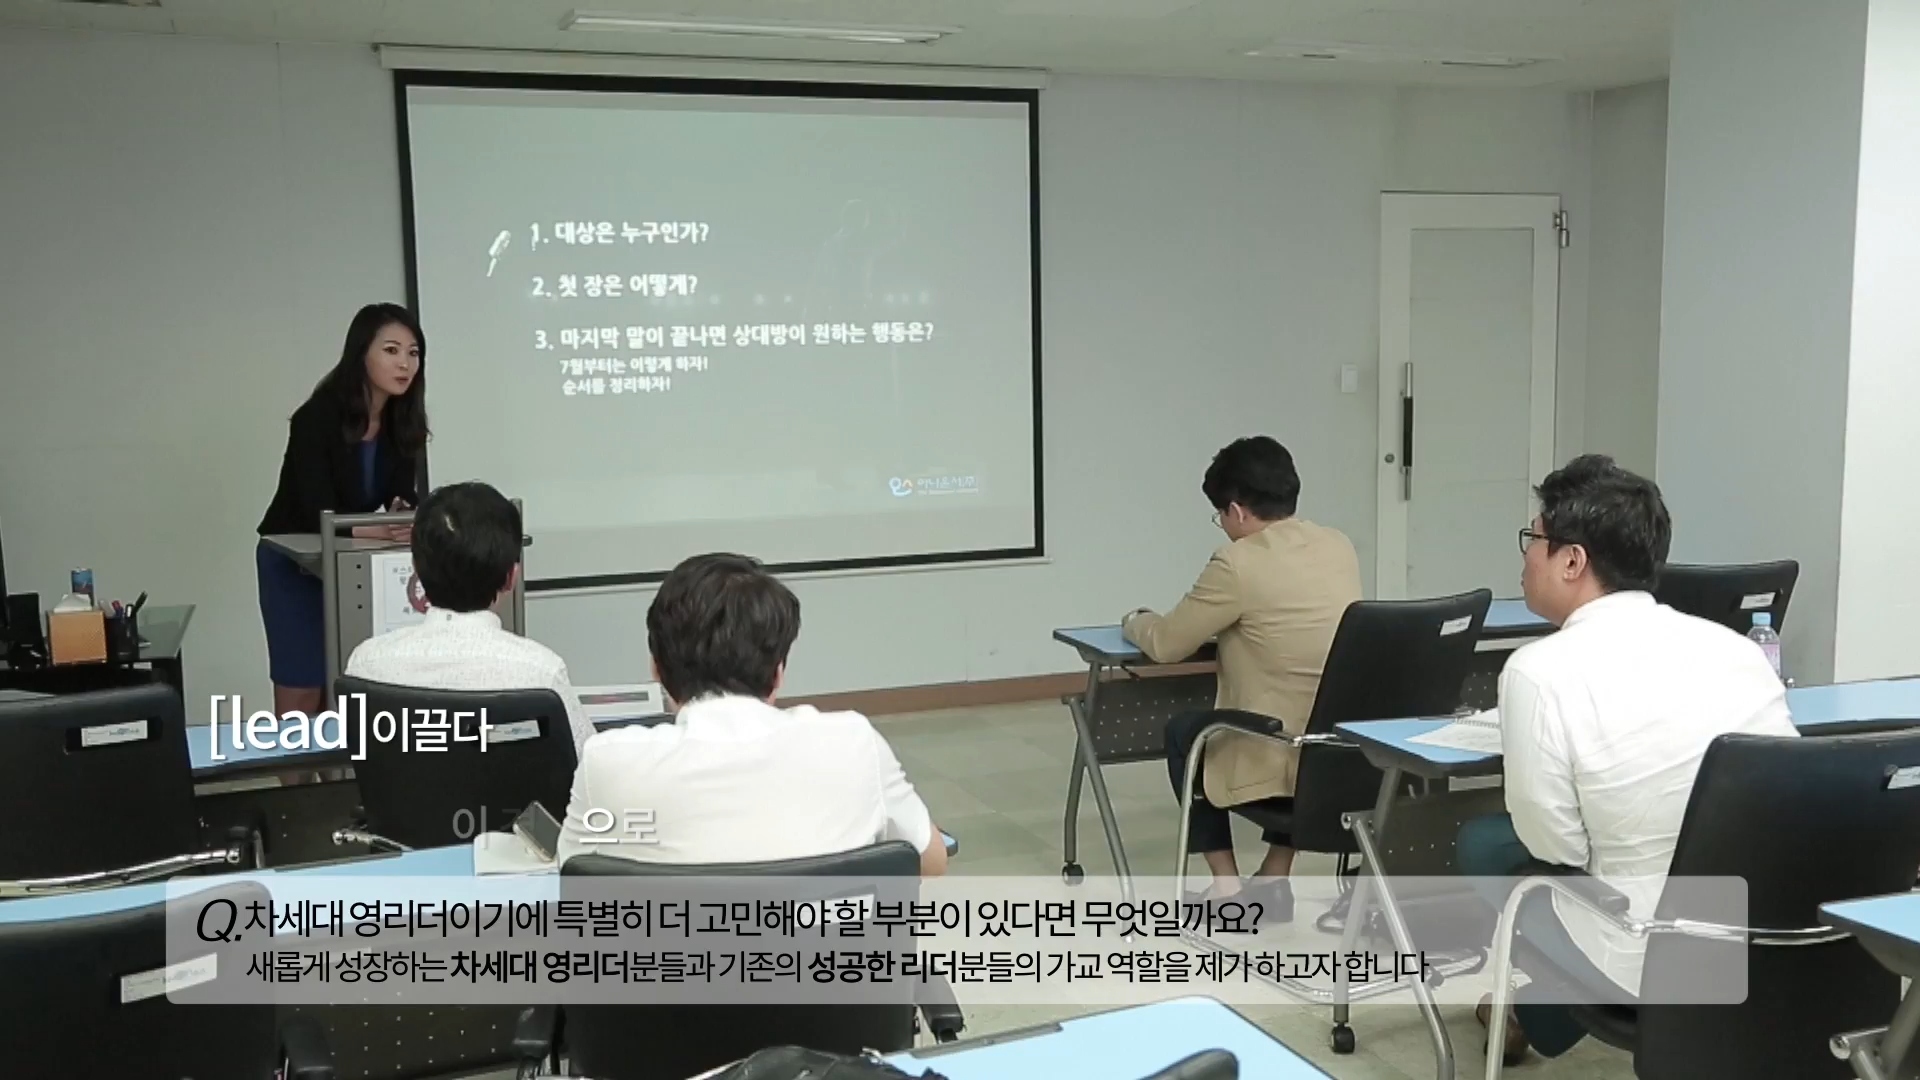 1. 대상은 누구인가?
2. 첫 장은 어떻게?
3. 마지막 말이 끝나면 상대방이 원하는 행동은?
7월부터는 이렇게 하자!
순서를 정리하자!
[lead]이끌다
으로
Q.차세대 영리더이기에 특별히 더 고민해야 할 부분이 있다면 무엇일까요?
새롭게 성장하는 차세대 영리더분들과 기존의 성공한 리더분들의 가교 역할을 제가 하고자 합니다